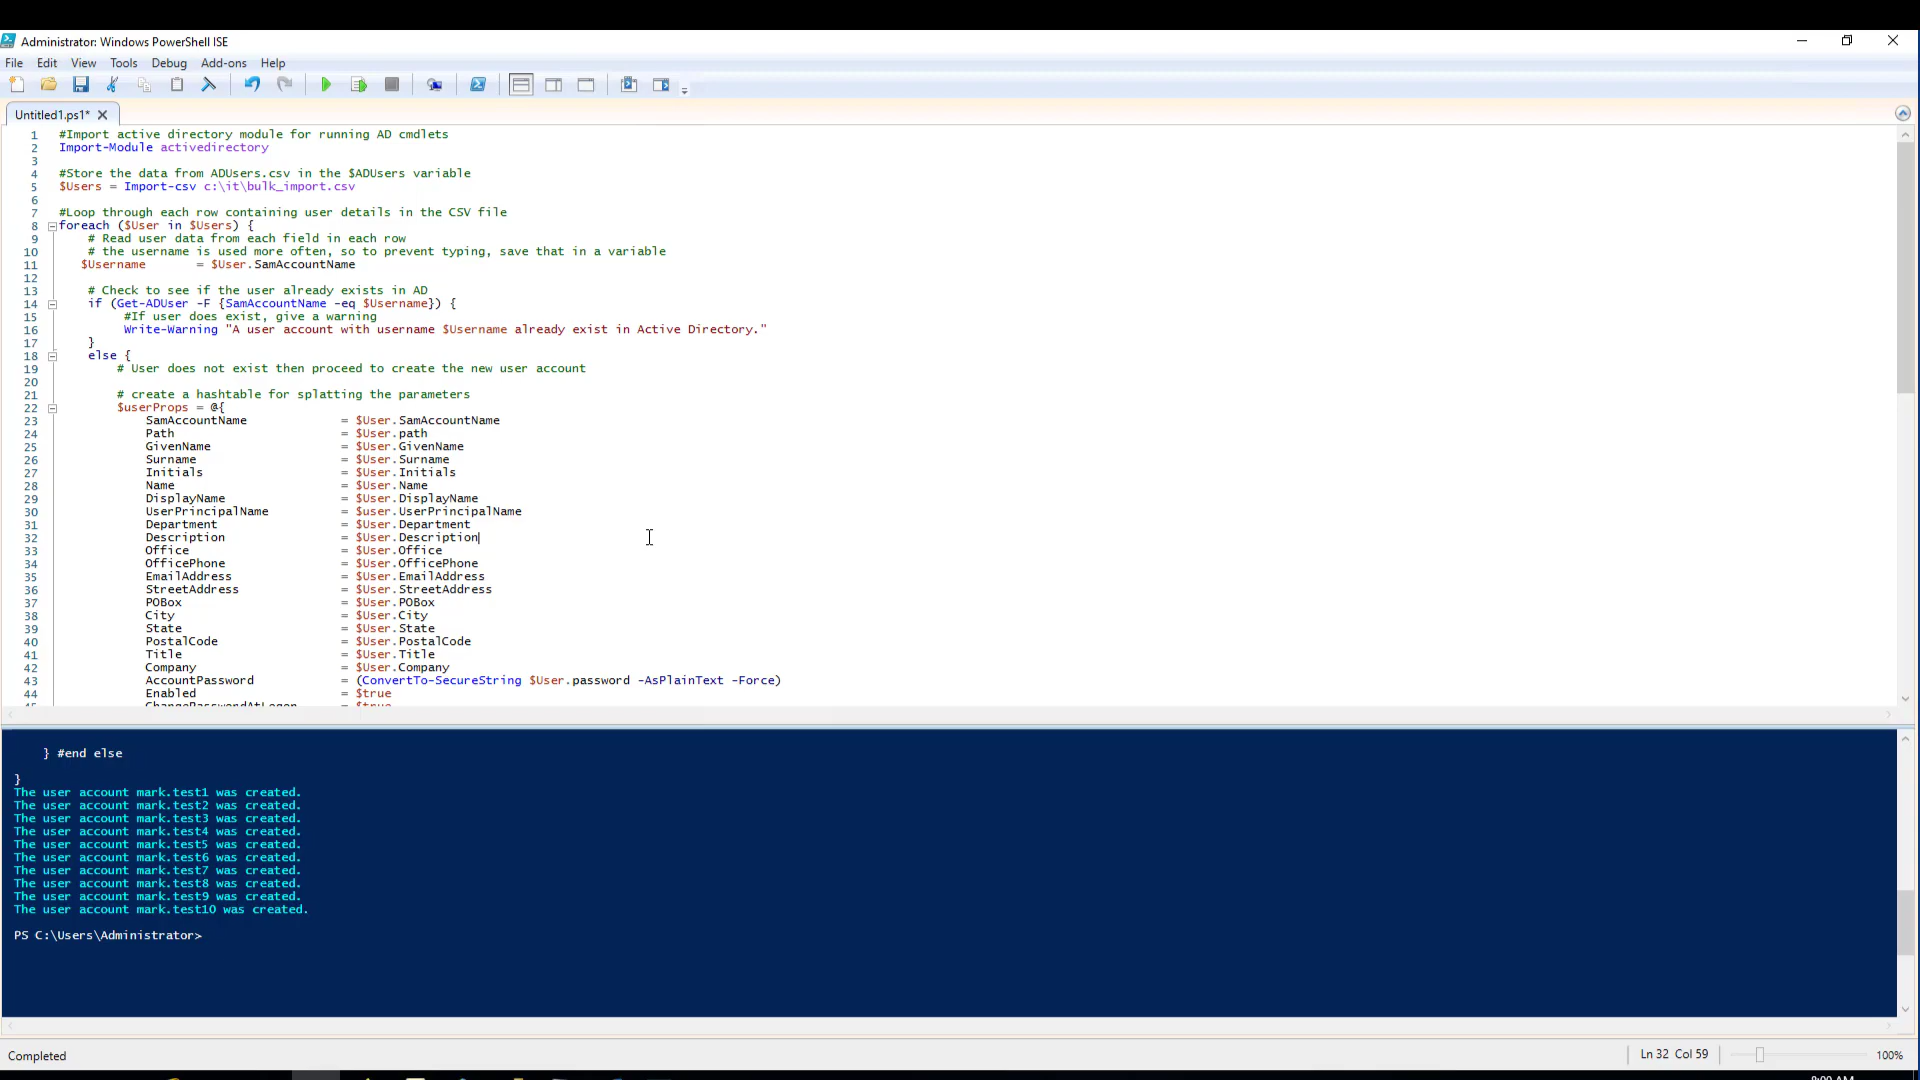 Administrator: Windows PowerShell ISE
File Edit View Tools Debug Add-ons Help
Untitled1.ps1*
1 #Import active directory module for running AD cmdlets
2 Import-Module activedirectory
3
4 #Store the data from ADUsers.csv in the $ADUsers variable
5 $Users = Import-csv c:\it\bulk_import.csv
6
7 #Loop through each row containing user details in the CSV file
8 foreach ($User in $Users) {
9 # Read user data from each field in each row
10 # the username is used more often, so to prevent typing, save that in a variable
11 $Username = $User.SamAccountName
12
13 # Check to see if the user already exists in AD
14 if (Get-ADUser -F {SamAccountName -eq $Username}) {
15 #If user does exist, give a warning
16 Write-Warning "A user account with username $Username already exist in Active Directory."
17 }
18 else {
19 # User does not exist then proceed to create the new user account
20
21 # create a hashtable for splatting the parameters
22 $userProps = @{
23 SamAccountName = $User.SamAccountName
24 Path = $User.path
25 GivenName = $User.GivenName
26 Surname = $User.Surname
27 Initials = $User.Initials
28 Name = $User.Name
29 DisplayName = $User.DisplayName
30 UserPrincipalName = $user.UserPrincipalName
31 Department = $User.Department
32 Description = $User.Description
33 Office = $User.Office
34 OfficePhone = $User.OfficePhone
35 EmailAddress = $User.EmailAddress
36 StreetAddress = $User.StreetAddress
37 POBox = $User.POBox
38 City = $User.City
39 State = $User.State
40 PostalCode = $User.PostalCode
41 Title = $User.Title
42 Company = $User.Company
43 AccountPassword = (ConvertTo-SecureString $User.password -AsPlainText -Force)
44 Enabled = $true
45 ChangePasswordAtLogon = $true
} #end else
}
The user account mark.test1 was created.
The user account mark.test2 was created.
The user account mark.test3 was created.
The user account mark.test4 was created.
The user account mark.test5 was created.
The user account mark.test6 was created.
The user account mark.test7 was created.
The user account mark.test8 was created.
The user account mark.test9 was created.
The user account mark.test10 was created.
PS C:\Users\Administrator>
Completed
Ln 32 Col 59
100%